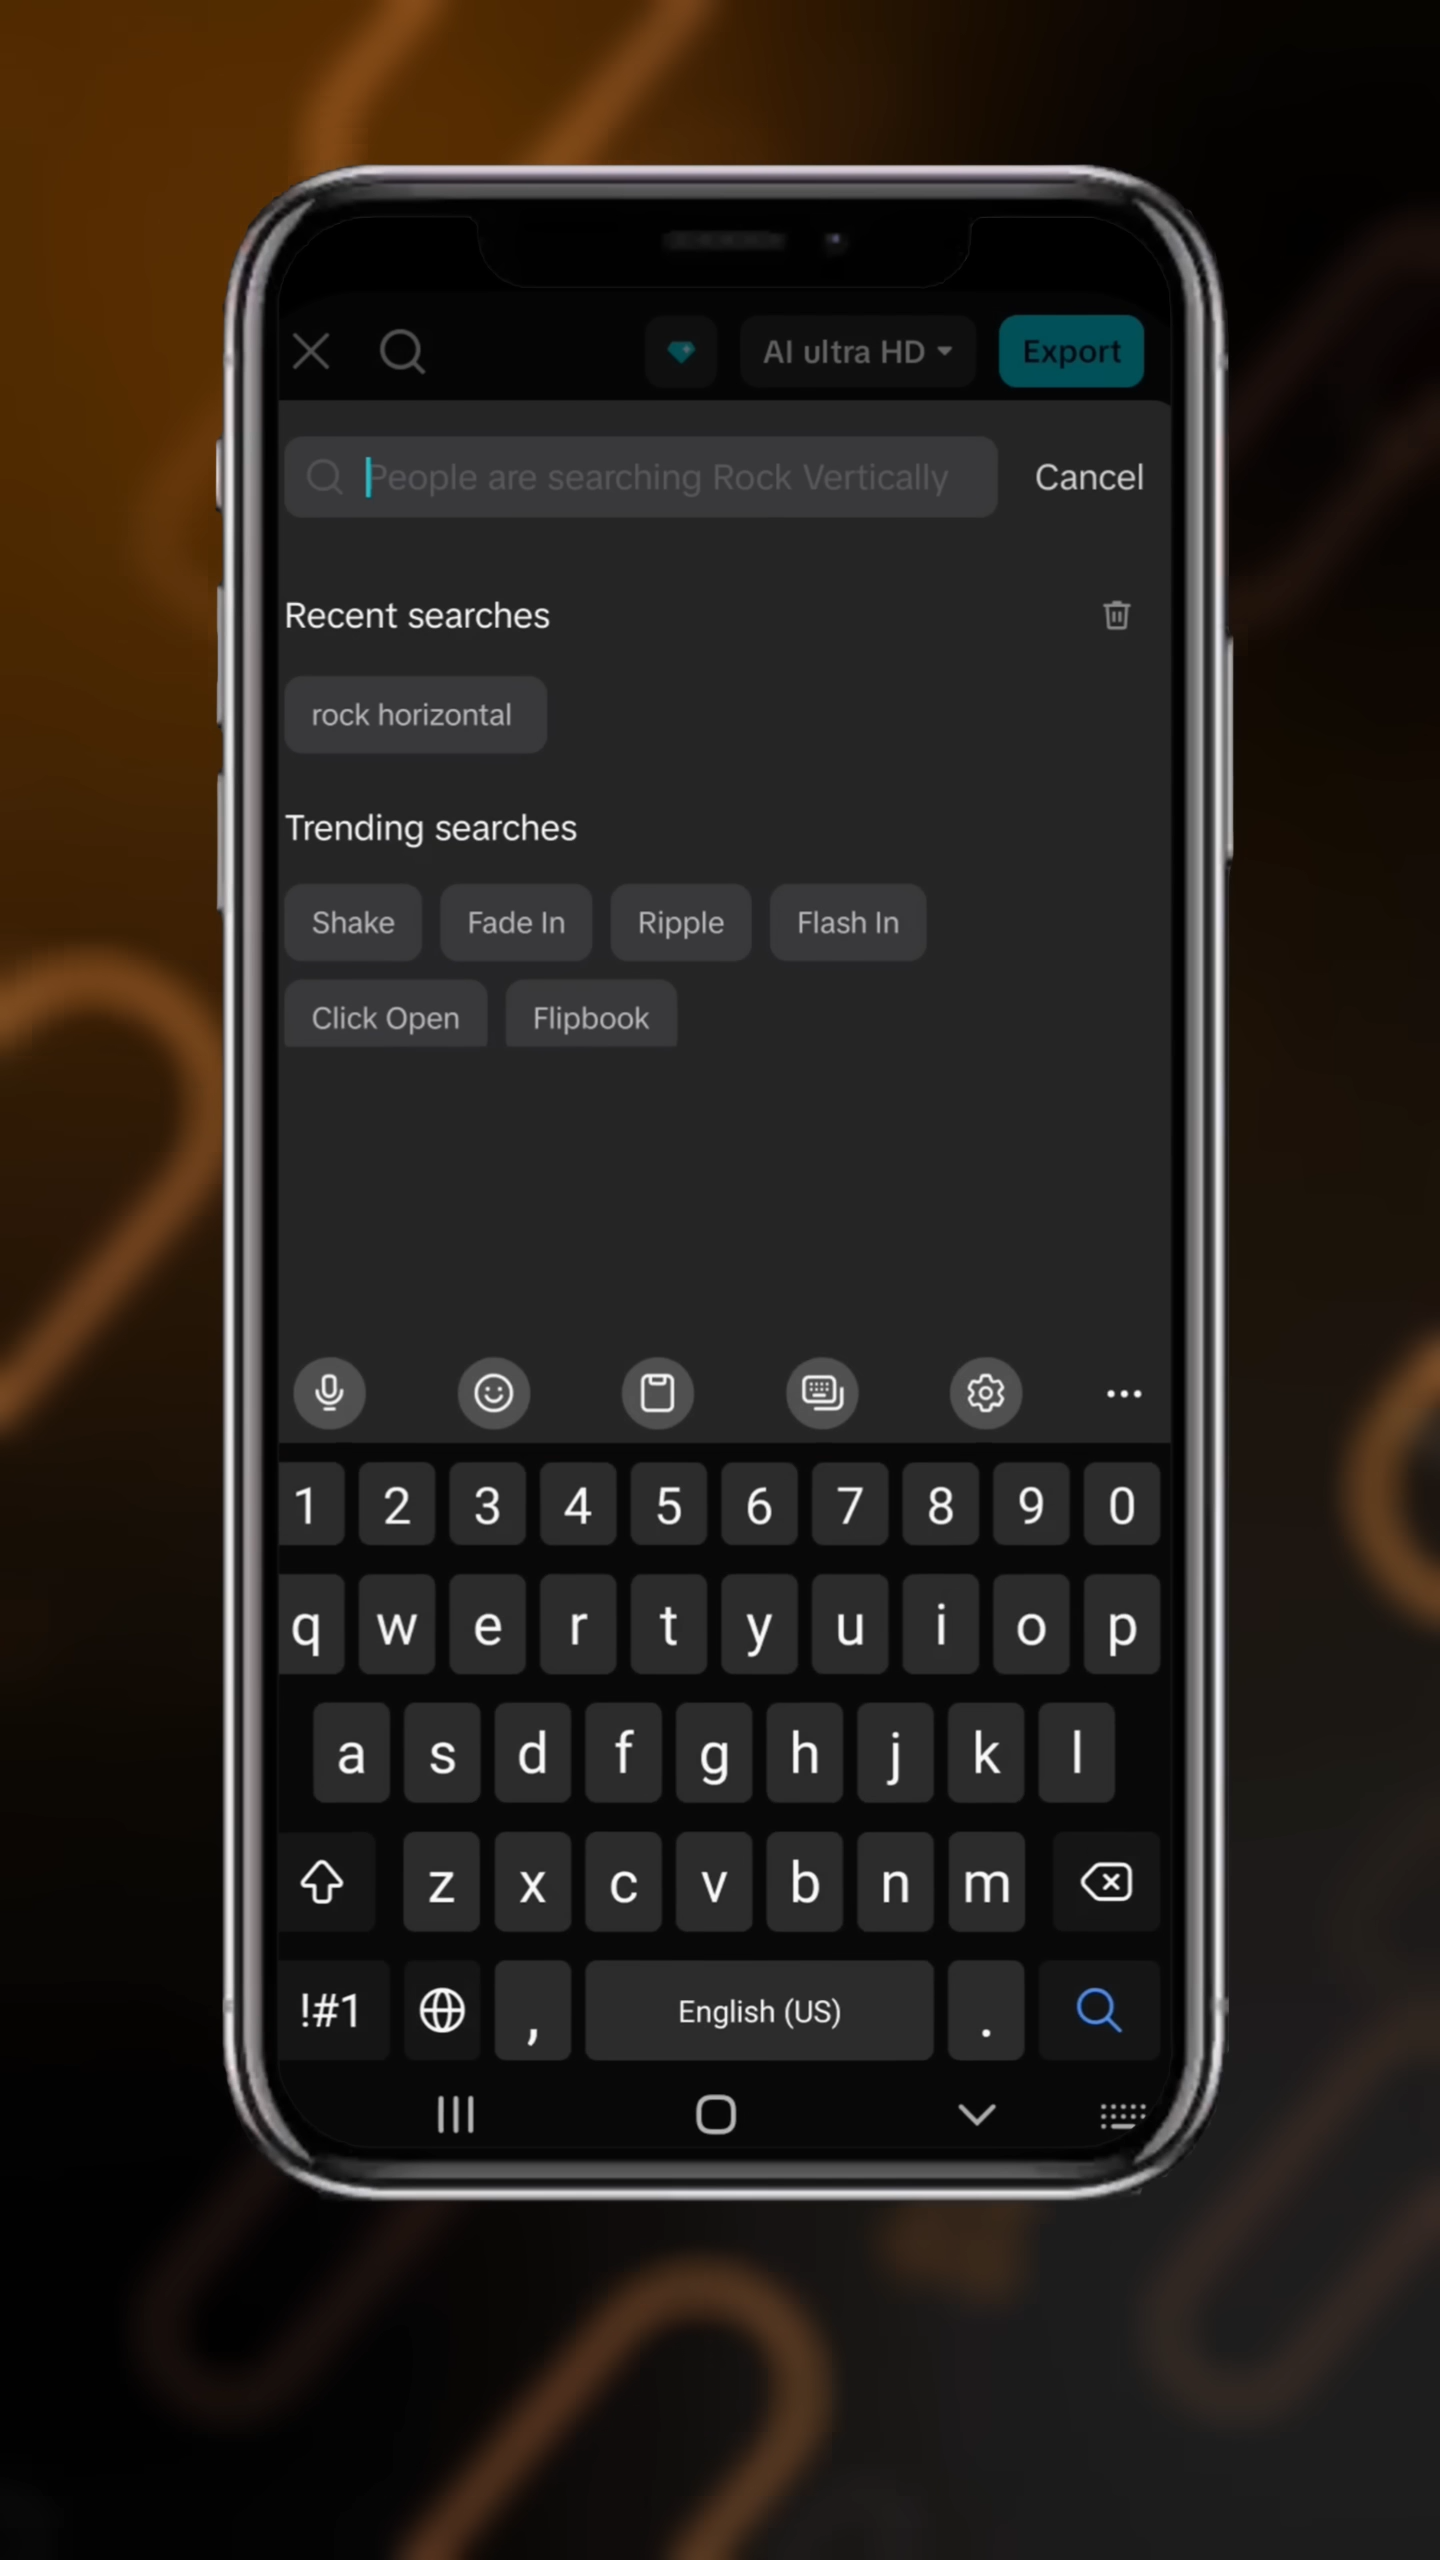 AI ultra HD Export
People are searching Rock Vertically Cancel
Recent searches
rock horizontal
Trending searches
Shake Fade In Ripple Flash In
Click Open Flipbook
1 2 3 4 5 6 7 8 9 0
q w e r t y u i o p
a s d f g h j k l
z x c v b n m
!#1 , English (US) .